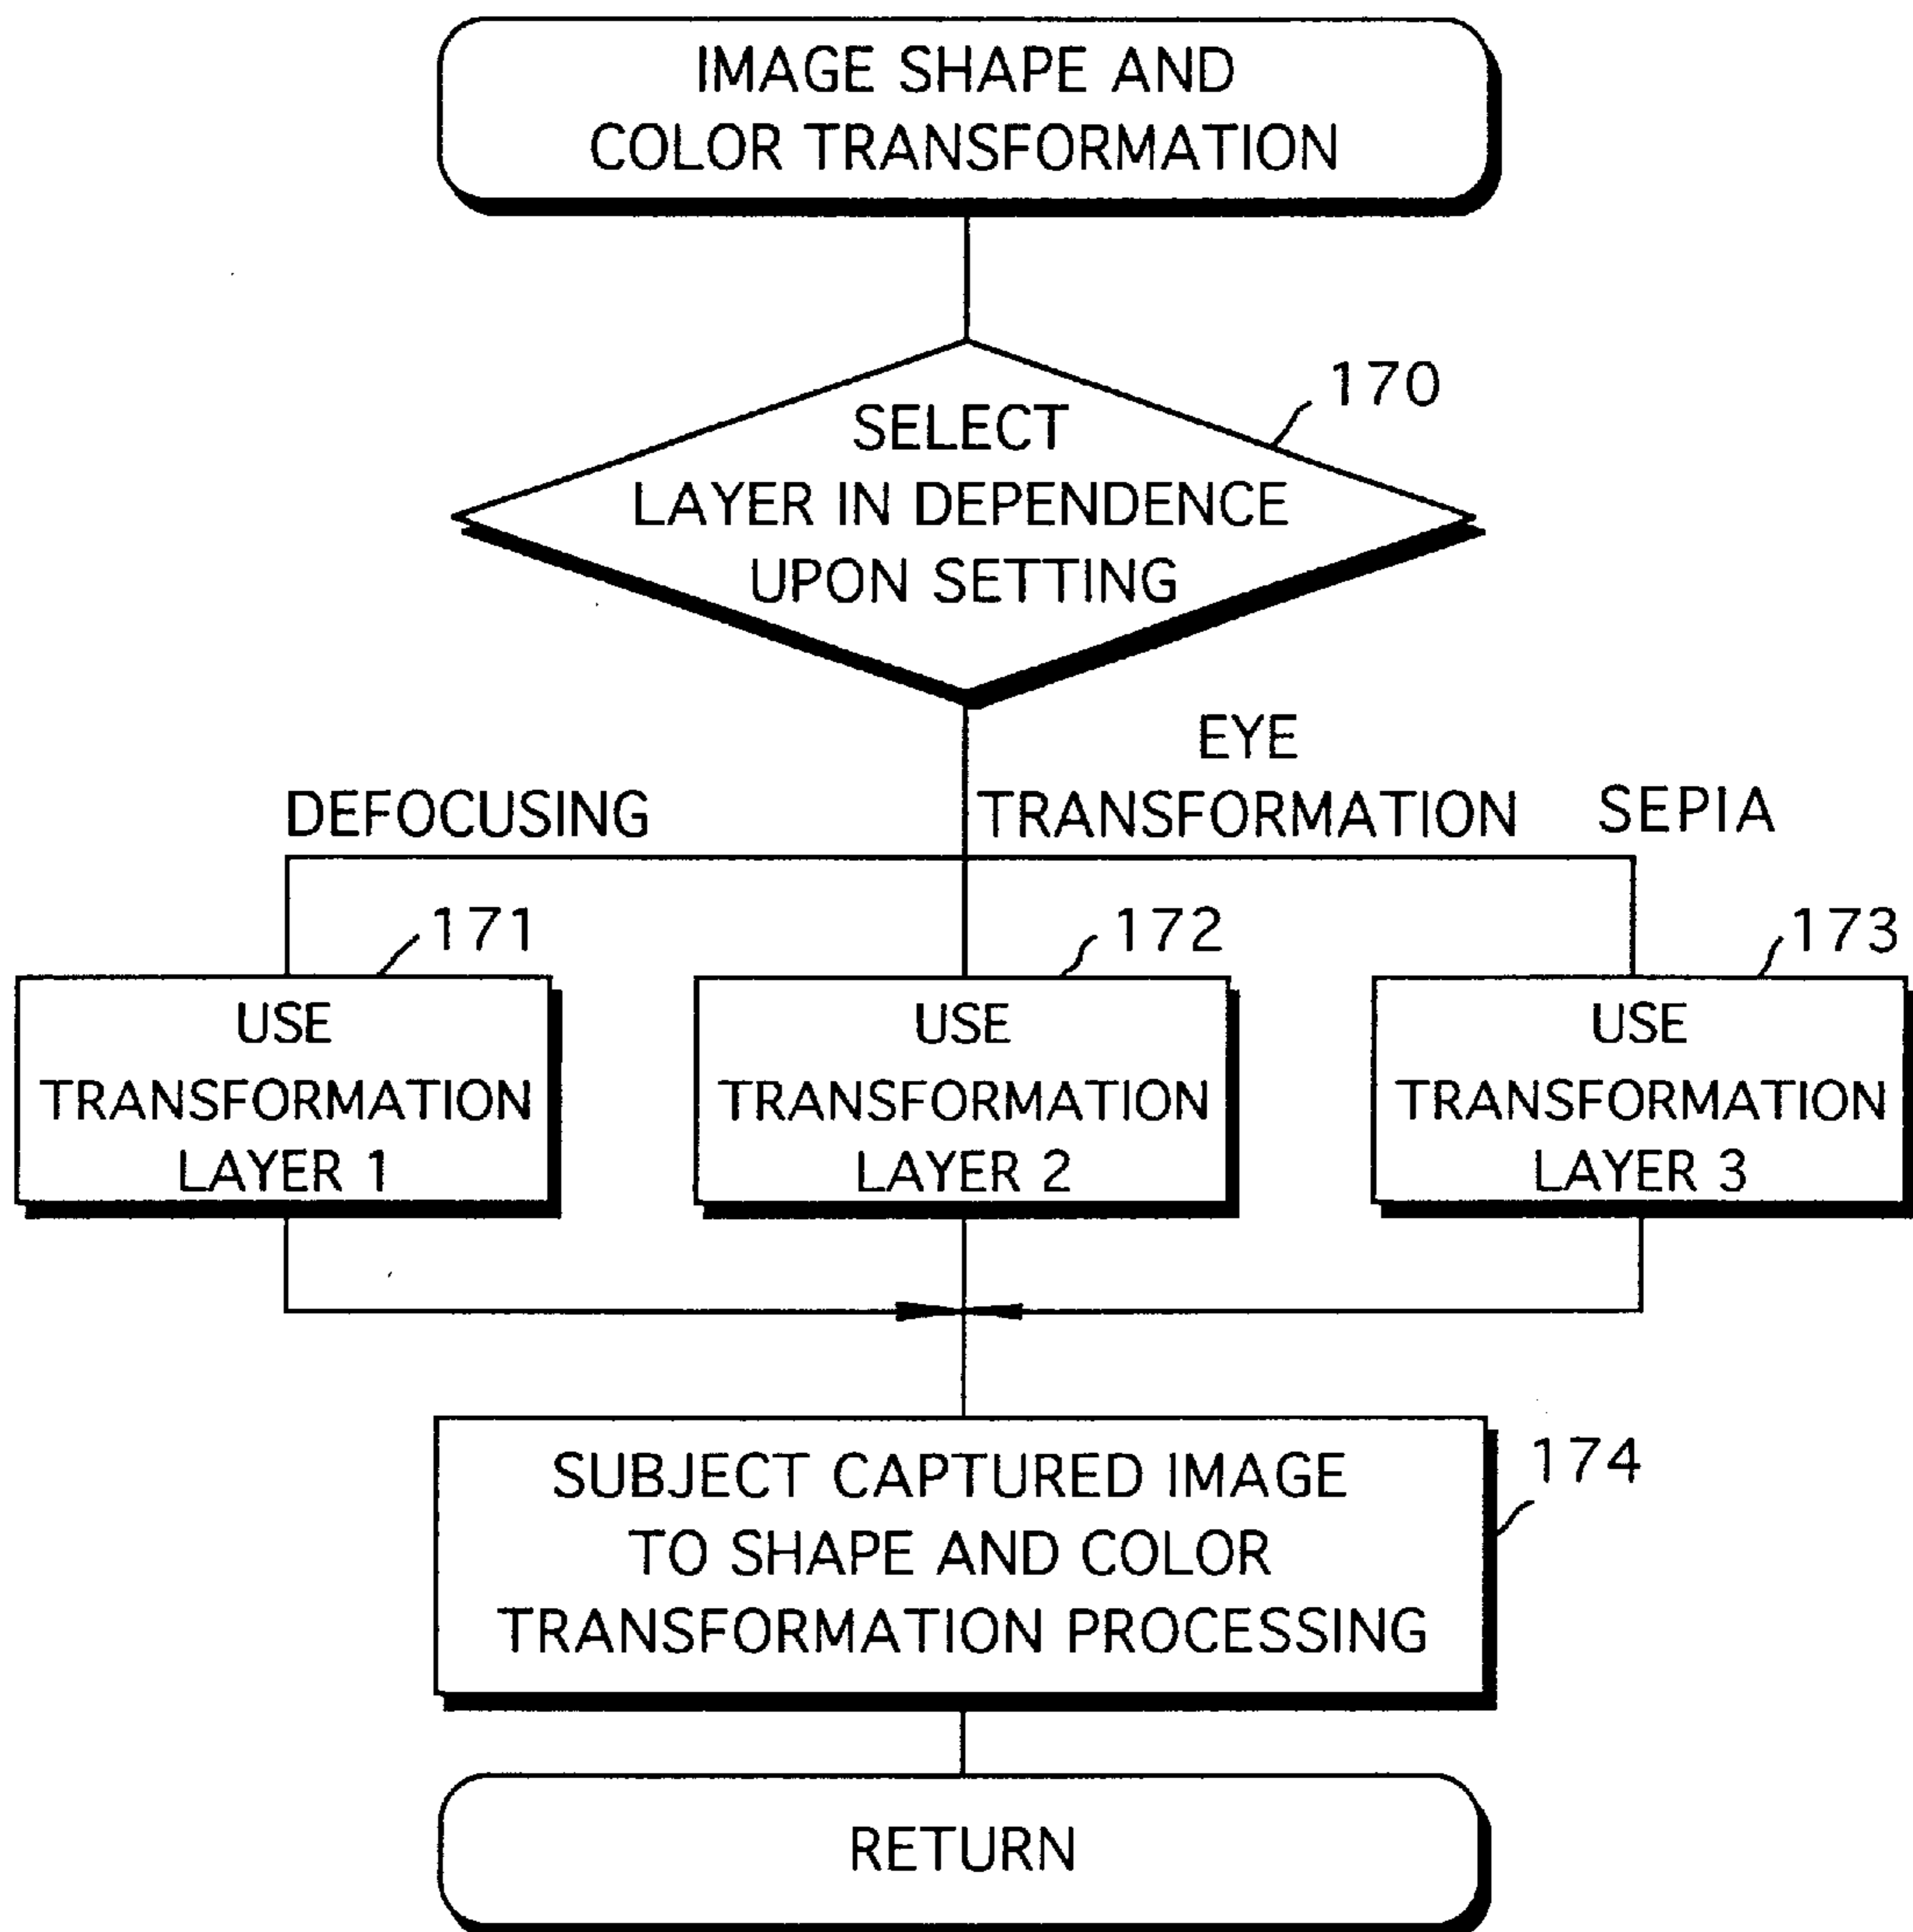 IMAGE SHAPE AND
COLOR TRANSFORMATION
170
SELECT
LAYER IN DEPENDENCE
UPON SETTING
EYE
DEFOCUSING
TRANSFORMATION
SEPIA
171
172
173
USE
TRANSFORMATION
LAYER 1
USE
TRANSFORMATION
LAYER 2
USE
TRANSFORMATION
LAYER 3
174
SUBJECT CAPTURED IMAGE
TO SHAPE AND COLOR
TRANSFORMATION PROCESSING
RETURN